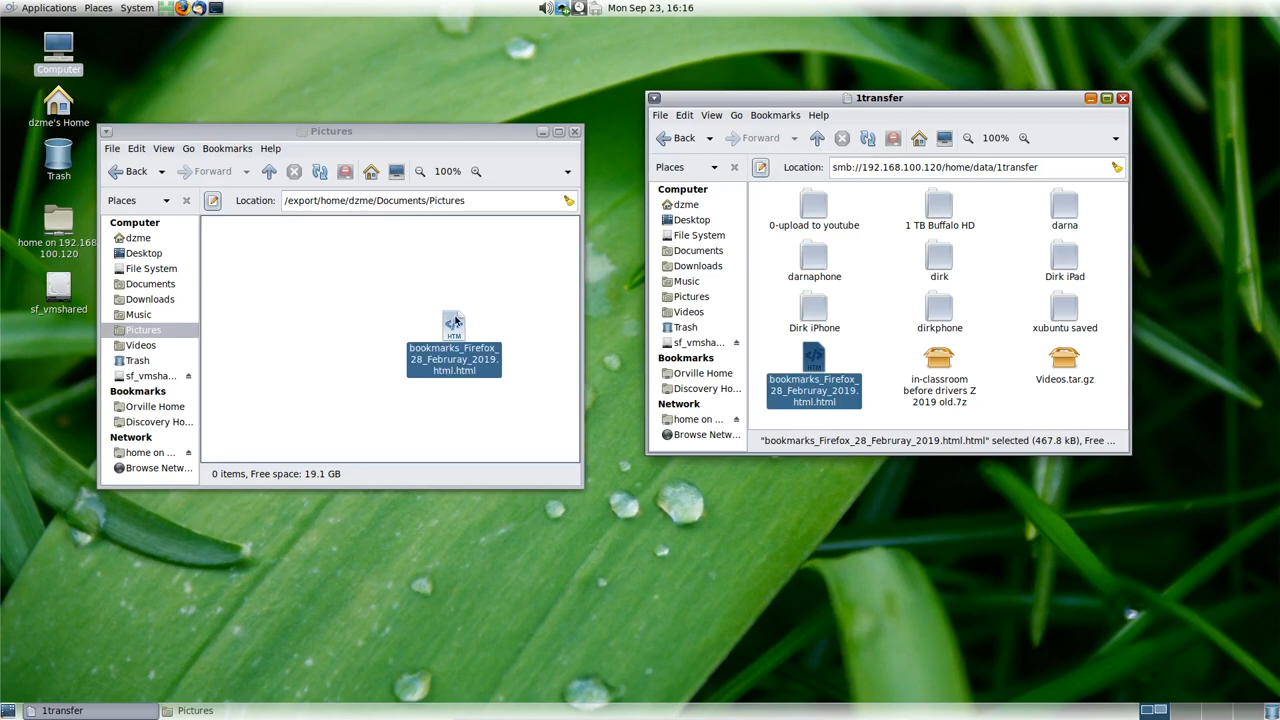 Applications Places System
Mon Sep 23, 16:16
Computer
dzme's Home
Trash
home on 192.168
100.120
sf_vmshared
Pictures
File Edit View Go Bookmarks Help
Back Forward 100%
Places
Location: /export/home/dzme/Documents/Pictures
Computer
dzme
Desktop
File System
Documents
Downloads
Music
Pictures
Videos
Trash
sf_vmsha...
Bookmarks
Orville Home
Discovery Ho...
Network
home on ...
Browse Netw...
HTM
bookmarks_Firefox_
28_Februray_2019.
html.html
0 items, Free space: 19.1 GB
1transfer
File Edit View Go Bookmarks Help
Back Forward 100%
Places
Location: smb://192.168.100.120/home/data/1transfer
Computer
dzme
Desktop
File System
Documents
Downloads
Music
Pictures
Videos
Trash
sf_vmsha...
Bookmarks
Orville Home
Discovery Ho...
Network
home on ...
Browse Netw...
0-upload to youtube
1 TB Buffalo HD
darna
darnaphone
dirk
Dirk iPad
Dirk iPhone
dirkphone
xubuntu saved
HTM
bookmarks_Firefox_
28_Februray_2019.
html.html
in-classroom
before drivers Z
2019 old.7z
Videos.tar.gz
"bookmarks_Firefox_28_Februray_2019.html.html" selected (467.8 kB), Free ...
1transfer
Pictures